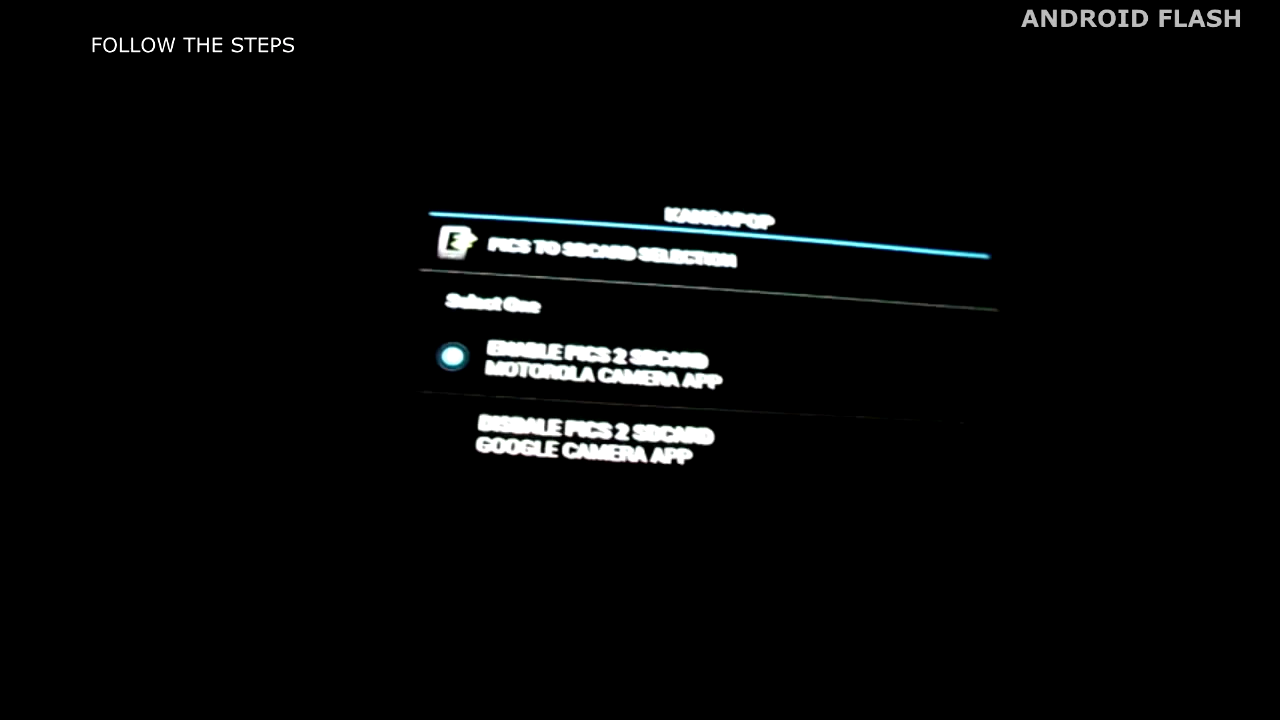 ANDROID FLASH
FOLLOW THE STEPS
KANGAPOP
PICS TO SDCARD SELECTION
Select One
ENABLE PICS 2 SDCARD
MOTOROLA CAMERA APP
DISBALE PICS 2 SDCARD
GOOGLE CAMERA APP